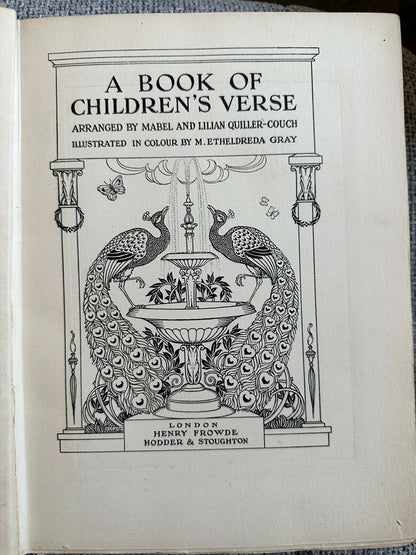 A BOOK OF
CHILDREN'S VERSE
ARRANGED BY MABEL AND LILIAN QUILLER-COUCH
ILLUSTRATED IN COLOUR BY M. ETHELDREDA GRAY
LONDON
HENRY FROWDE
HODDER & STOUGHTON